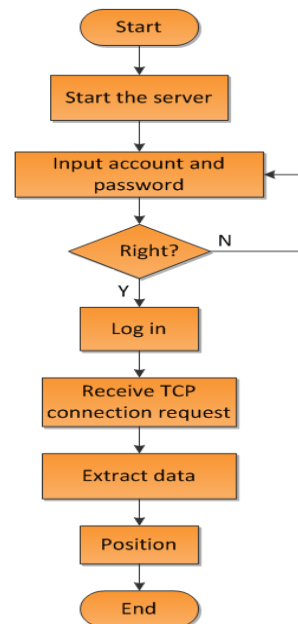 Start
Start the server
Input account and
password
Right?
N
Y
Log in
Receive TCP
connection request
Extract data
Position
End